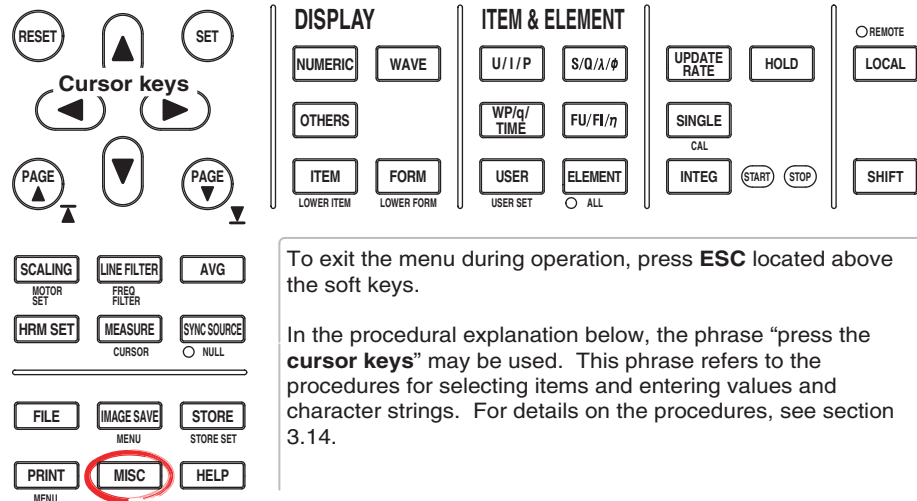 RESET
SET
Cursor keys
PAGE
PAGE
DISPLAY
NUMERIC
WAVE
OTHERS
ITEM
FORM
LOWER ITEM
LOWER FORM
ITEM & ELEMENT
U / I / P
S/Q/λ/ϕ
WP/q/
TIME
FU/FI/η
USER
ELEMENT
USER SET
ALL
UPDATE
RATE
HOLD
SINGLE
CAL
INTEG
START
STOP
REMOTE
LOCAL
SHIFT
SCALING
LINE FILTER
AVG
MOTOR
SET
FREQ
FILTER
HRM SET
MEASURE
SYNC SOURCE
CURSOR
NULL
FILE
IMAGE SAVE
STORE
MENU
STORE SET
PRINT
MISC
HELP
MENU
To exit the menu during operation, press ESC located above
the soft keys.
In the procedural explanation below, the phrase “press the
cursor keys” may be used.  This phrase refers to the
procedures for selecting items and entering values and
character strings.  For details on the procedures, see section
3.14.